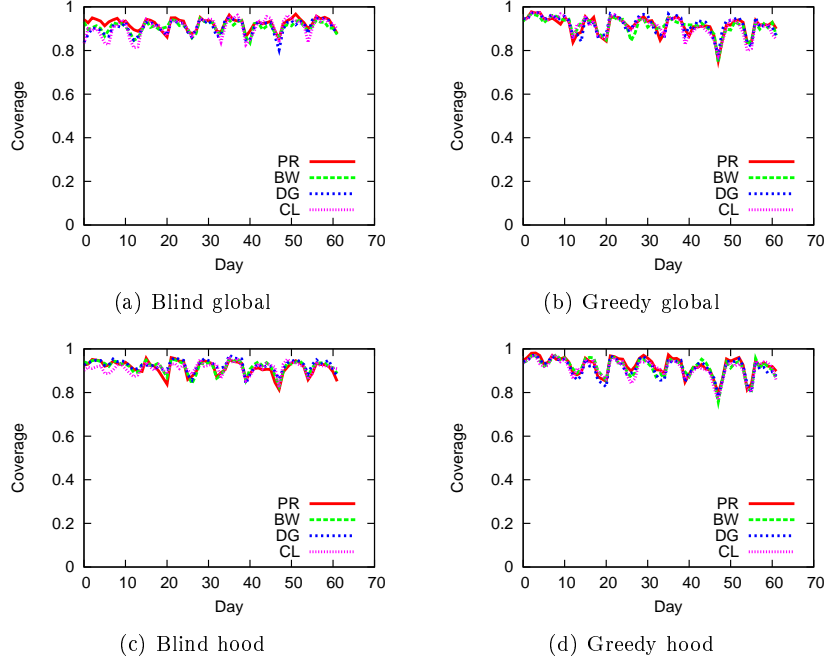 1
0.8
0.6
0.4
0.2
0
Coverage
0 10 20 30 40 50 60 70
Day
PR
BW
DG
CL
(a) Blind global
1
0.8
0.6
0.4
0.2
0
Coverage
0 10 20 30 40 50 60 70
Day
PR
BW
DG
CL
(b) Greedy global
1
0.8
0.6
0.4
0.2
0
Coverage
0 10 20 30 40 50 60 70
Day
PR
BW
DG
CL
(c) Blind hood
1
0.8
0.6
0.4
0.2
0
Coverage
0 10 20 30 40 50 60 70
Day
PR
BW
DG
CL
(d) Greedy hood